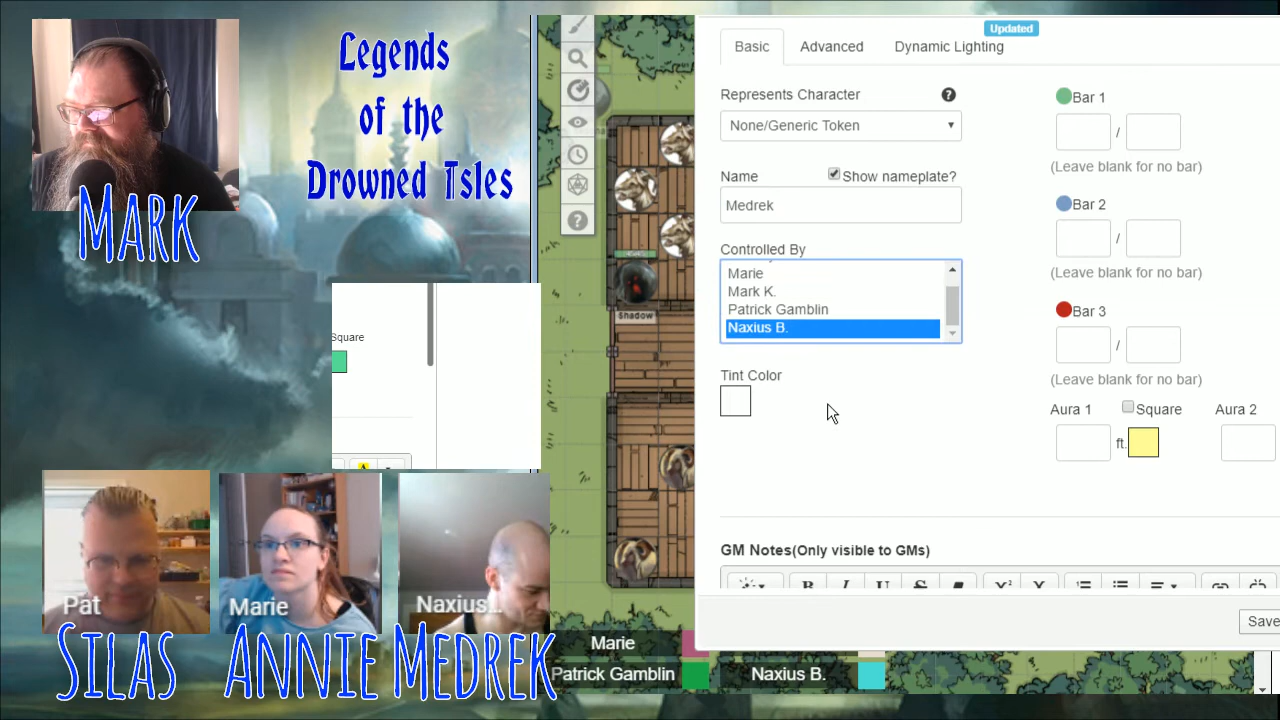 Legends
of the
Drowned Isles
MARK
Square
Pat
Marie
Naxius...
SILAS
ANNIE
MEDREK
Shadow
Updated
Basic
Advanced
Dynamic Lighting
Represents Character
?
None/Generic Token
Name
Show nameplate?
Medrek
Controlled By
Marie
Mark K.
Patrick Gamblin
Naxius B.
Tint Color
Bar 1
/
(Leave blank for no bar)
Bar 2
/
(Leave blank for no bar)
Bar 3
/
(Leave blank for no bar)
Aura 1
Square
Aura 2
ft.
GM Notes(Only visible to GMs)
B I U S X² X
Save
Marie
Patrick Gamblin
Naxius B.